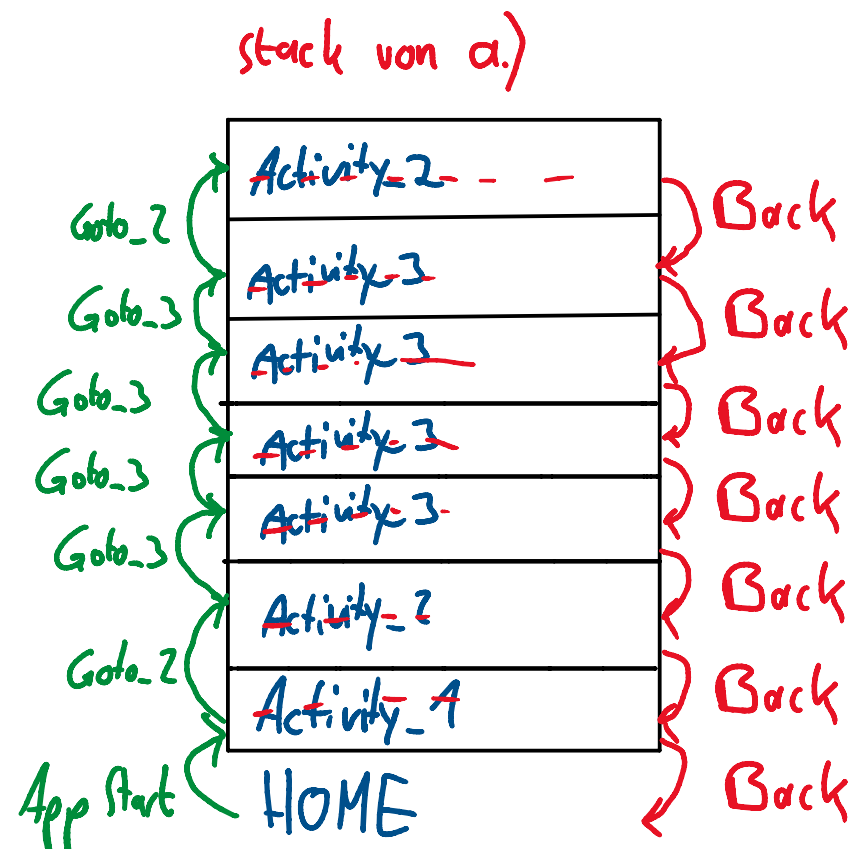 stack von a.)
Activity_2
Goto_2
Back
Activity_3
Goto_3
Back
Activity_3
Goto_3
Back
Activity_3
Goto_3
Back
Activity_3
Goto_3
Back
Activity_2
Goto_2
Back
Activity_1
App Start
HOME
Back